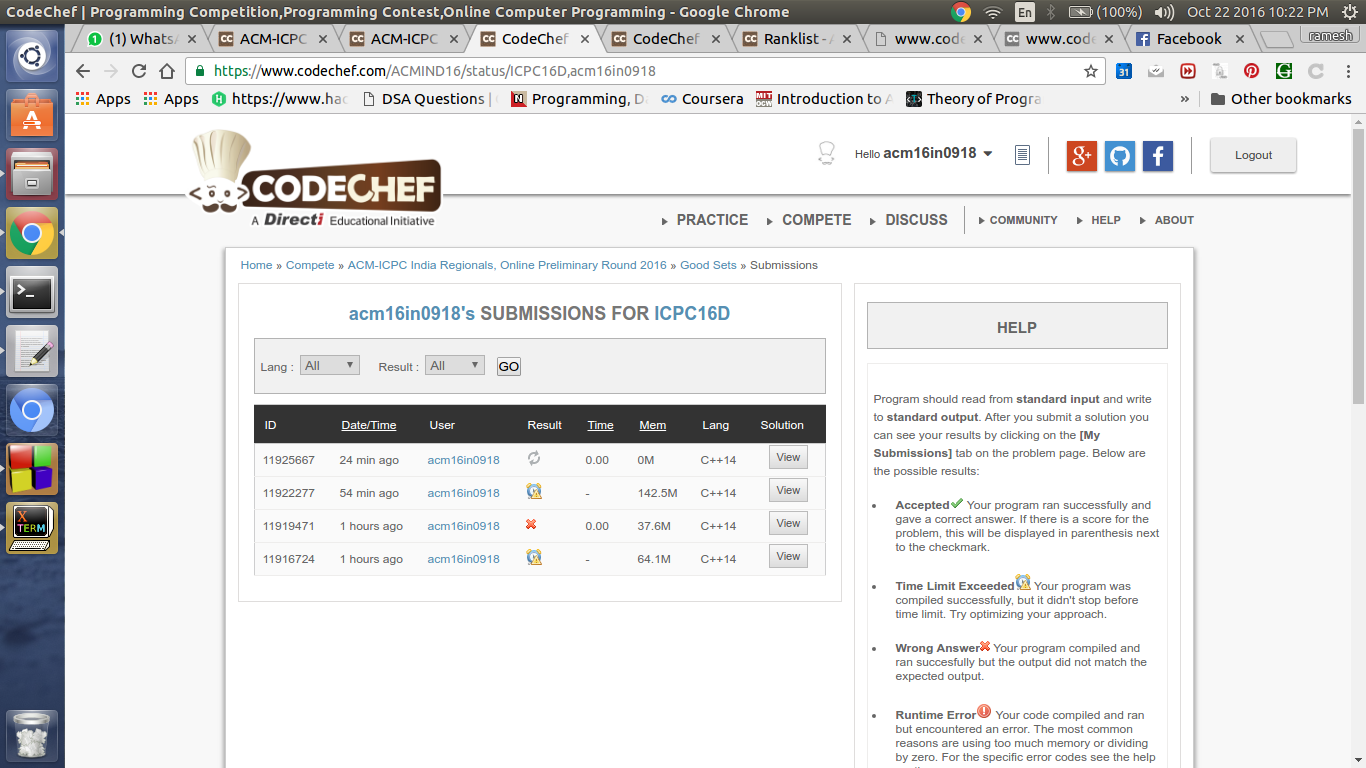 CodeChef | Programming Competition,Programming Contest,Online Computer Programming - Google Chrome
En (100%) Oct 22 2016 10:22 PM
(1) Whats ACM-ICPC ACM-ICPC CodeChef CodeChef Ranklist - www.cod www.cod Facebook ramesh
https://www.codechef.com/ACMIND16/status/ICPC16D,acm16in0918
31
Apps Apps https://www.hac DSA Questions | Programming, D Coursera MIT OCW Introduction to Theory of Progra » Other bookmarks
Hello acm16in0918 Logout
CODECHEF
A Directi Educational Initiative
PRACTICE COMPETE DISCUSS COMMUNITY HELP ABOUT
Home » Compete » ACM-ICPC India Regionals, Online Preliminary Round 2016 » Good Sets » Submissions
acm16in0918's SUBMISSIONS FOR ICPC16D
Lang : All Result : All GO
ID Date/Time User Result Time Mem Lang Solution
11925667 24 min ago acm16in0918 0.00 0M C++14 View
11922277 54 min ago acm16in0918 - 142.5M C++14 View
11919471 1 hours ago acm16in0918 0.00 37.6M C++14 View
11916724 1 hours ago acm16in0918 - 64.1M C++14 View
HELP
Program should read from standard input and write
to standard output. After you submit a solution you
can see your results by clicking on the [My
Submissions] tab on the problem page. Below are
the possible results:
Accepted Your program ran successfully and
gave a correct answer. If there is a score for the
problem, this will be displayed in parenthesis next
to the checkmark.
Time Limit Exceeded Your program was
compiled successfully, but it didn't stop before
time limit. Try optimizing your approach.
Wrong Answer Your program compiled and
ran succesfully but the output did not match the
expected output.
Runtime Error Your code compiled and ran
but encountered an error. The most common
reasons are using too much memory or dividing
by zero. For the specific error codes see the help
X TERM